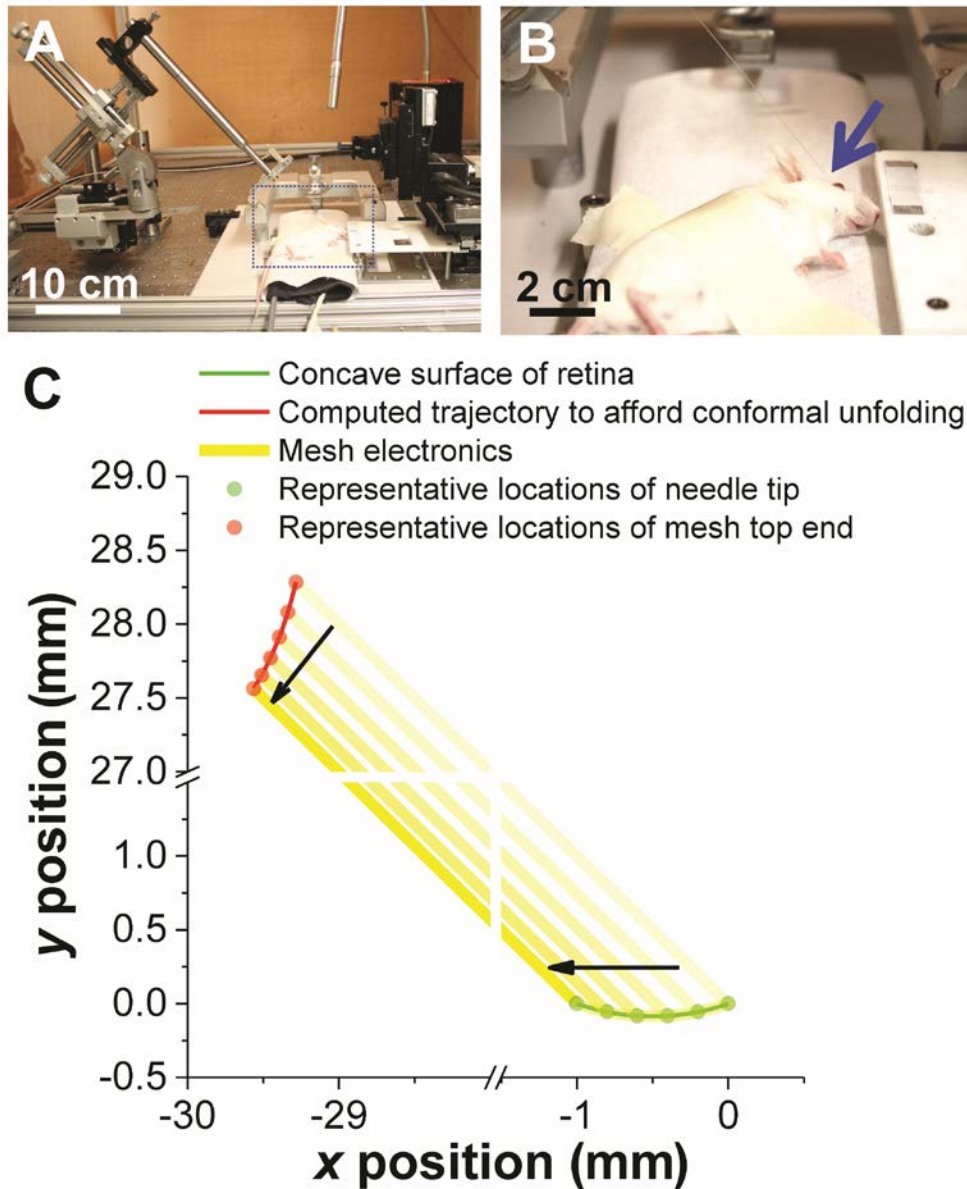 A
10 cm
B
2 cm
C
Concave surface of retina
Computed trajectory to afford conformal unfolding
Mesh electronics
Representative locations of needle tip
Representative locations of mesh top end
29.0
28.5
28.0
27.5
27.0
1.0
0.5
0.0
-0.5
y position (mm)
-30
-29
-1
0
x position (mm)